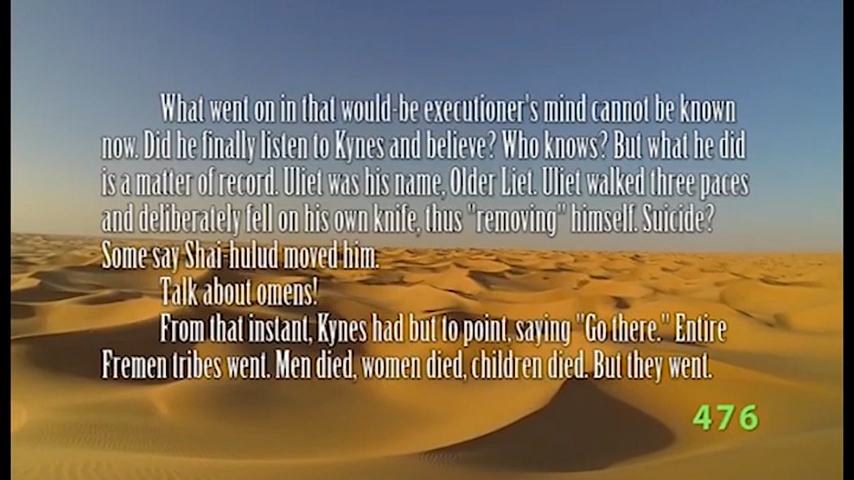 What went on in that would-be executioner's mind cannot be known
now. Did he finally listen to Kynes and believe? Who knows? But what he did
is a matter of record. Uliet was his name, Older Liet. Uliet walked three paces
and deliberately fell on his own knife, thus "removing" himself. Suicide?
Some say Shai-hulud moved him.
Talk about omens!
From that instant, Kynes had but to point, saying "Go there." Entire
Fremen tribes went. Men died, women died, children died. But they went.
476